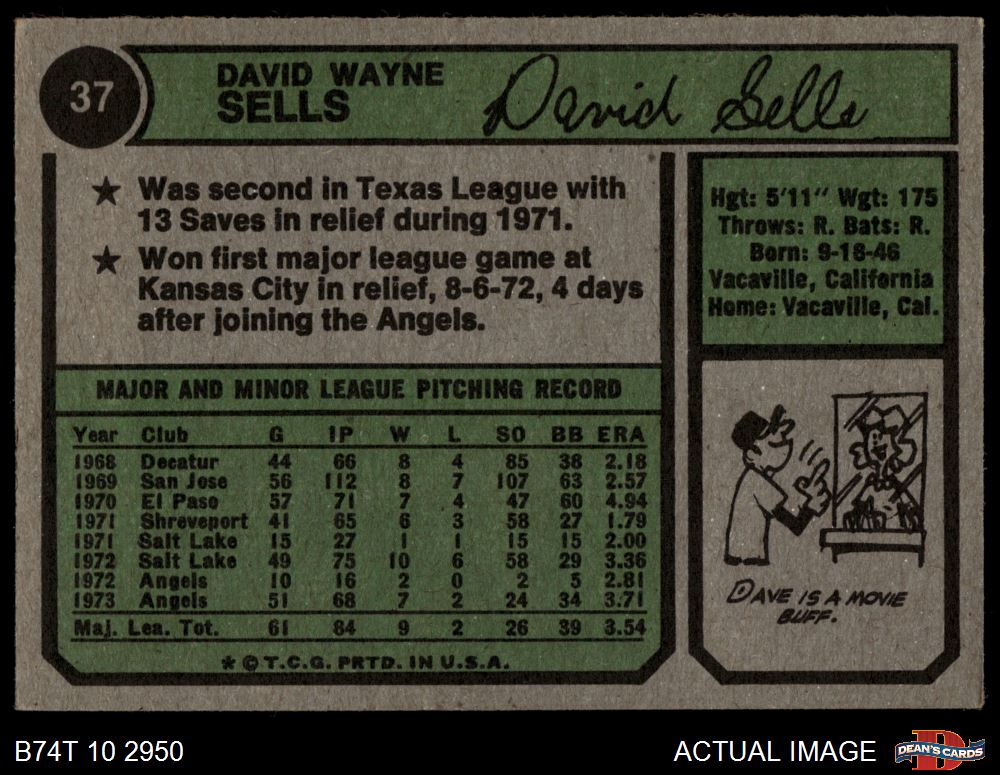 37
DAVID WAYNE
SELLS
David Sells
★ Was second in Texas League with
13 Saves in relief during 1971.
★ Won first major league game at
Kansas City in relief, 8-6-72, 4 days
after joining the Angels.
Hgt: 5'11" Wgt: 175
Throws: R. Bats: R.
Born: 9-18-46
Vacaville, California
Home: Vacaville, Cal.
MAJOR AND MINOR LEAGUE PITCHING RECORD
Year Club G IP W L SO BB ERA
1968 Decatur 44 66 8 4 85 38 2.18
1969 San Jose 56 112 8 7 107 63 2.57
1970 El Paso 57 71 7 4 47 60 4.94
1971 Shreveport 41 65 6 3 58 27 1.79
1971 Salt Lake 15 27 1 1 15 15 2.00
1972 Salt Lake 49 75 10 6 58 29 3.36
1972 Angels 10 16 2 0 2 5 2.81
1973 Angels 51 68 7 2 24 34 3.71
Maj. Lea. Tot. 61 84 9 2 26 39 3.54
* © T.C.G. PRTD. IN U.S.A.
DAVE IS A MOVIE
BUFF.
B74T 10 2950
ACTUAL IMAGE
DEAN'S CARDS